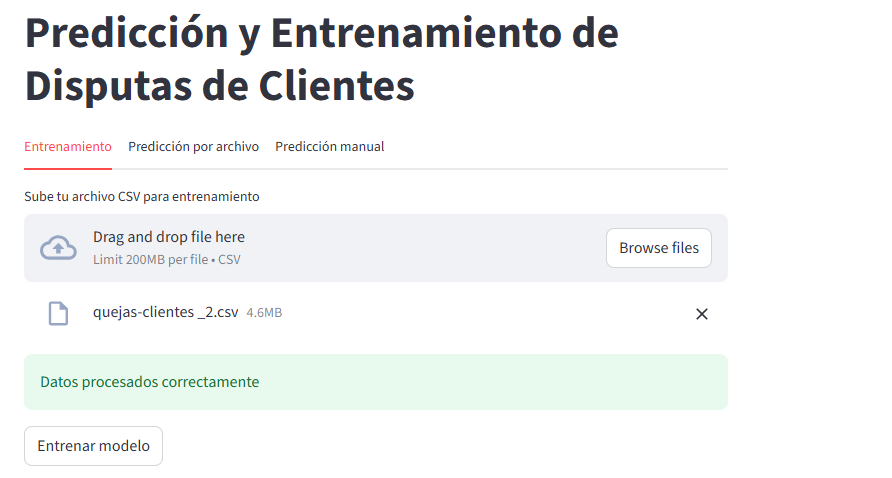 Predicción y Entrenamiento de
Disputas de Clientes
Entrenamiento Predicción por archivo Predicción manual
Sube tu archivo CSV para entrenamiento
Drag and drop file here
Limit 200MB per file • CSV
Browse files
quejas-clientes _2.csv 4.6MB
Datos procesados correctamente
Entrenar modelo